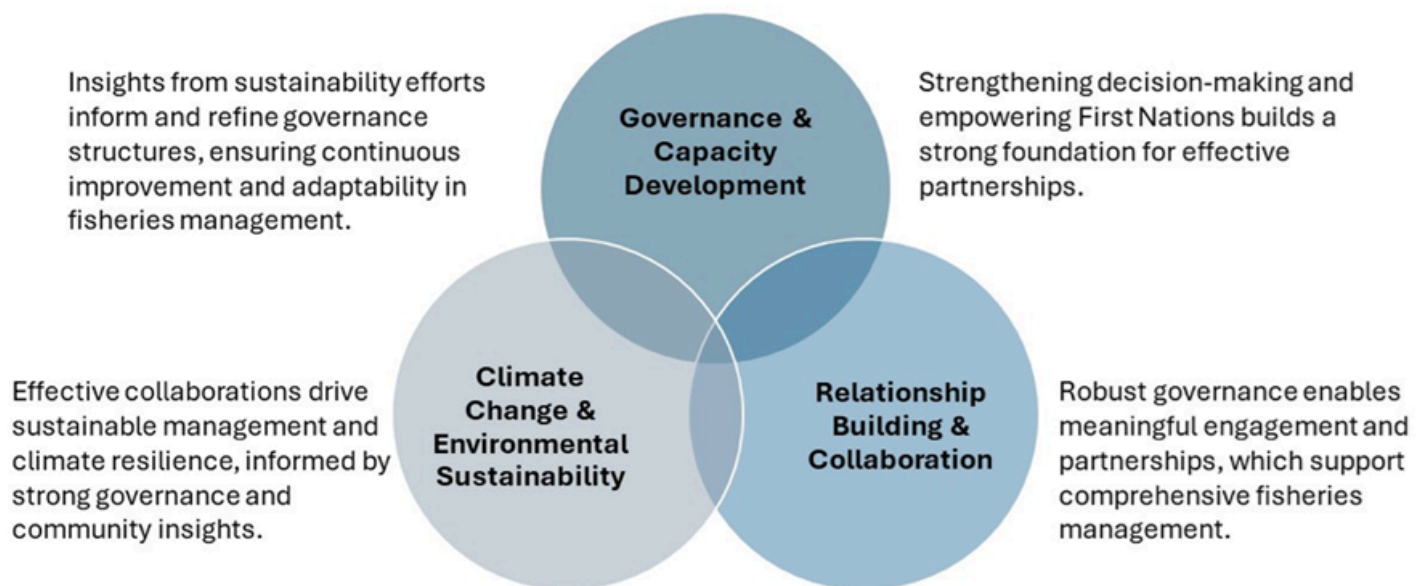 Insights from sustainability efforts
inform and refine governance
structures, ensuring continuous
improvement and adaptability in
fisheries management.
Governance &
Capacity
Development
Strengthening decision-making and
empowering First Nations builds a
strong foundation for effective
partnerships.
Effective collaborations drive
sustainable management and
climate resilience, informed by
strong governance and
community insights.
Climate
Change &
Environmental
Sustainability
Relationship
Building &
Collaboration
Robust governance enables
meaningful engagement and
partnerships, which support
comprehensive fisheries
management.